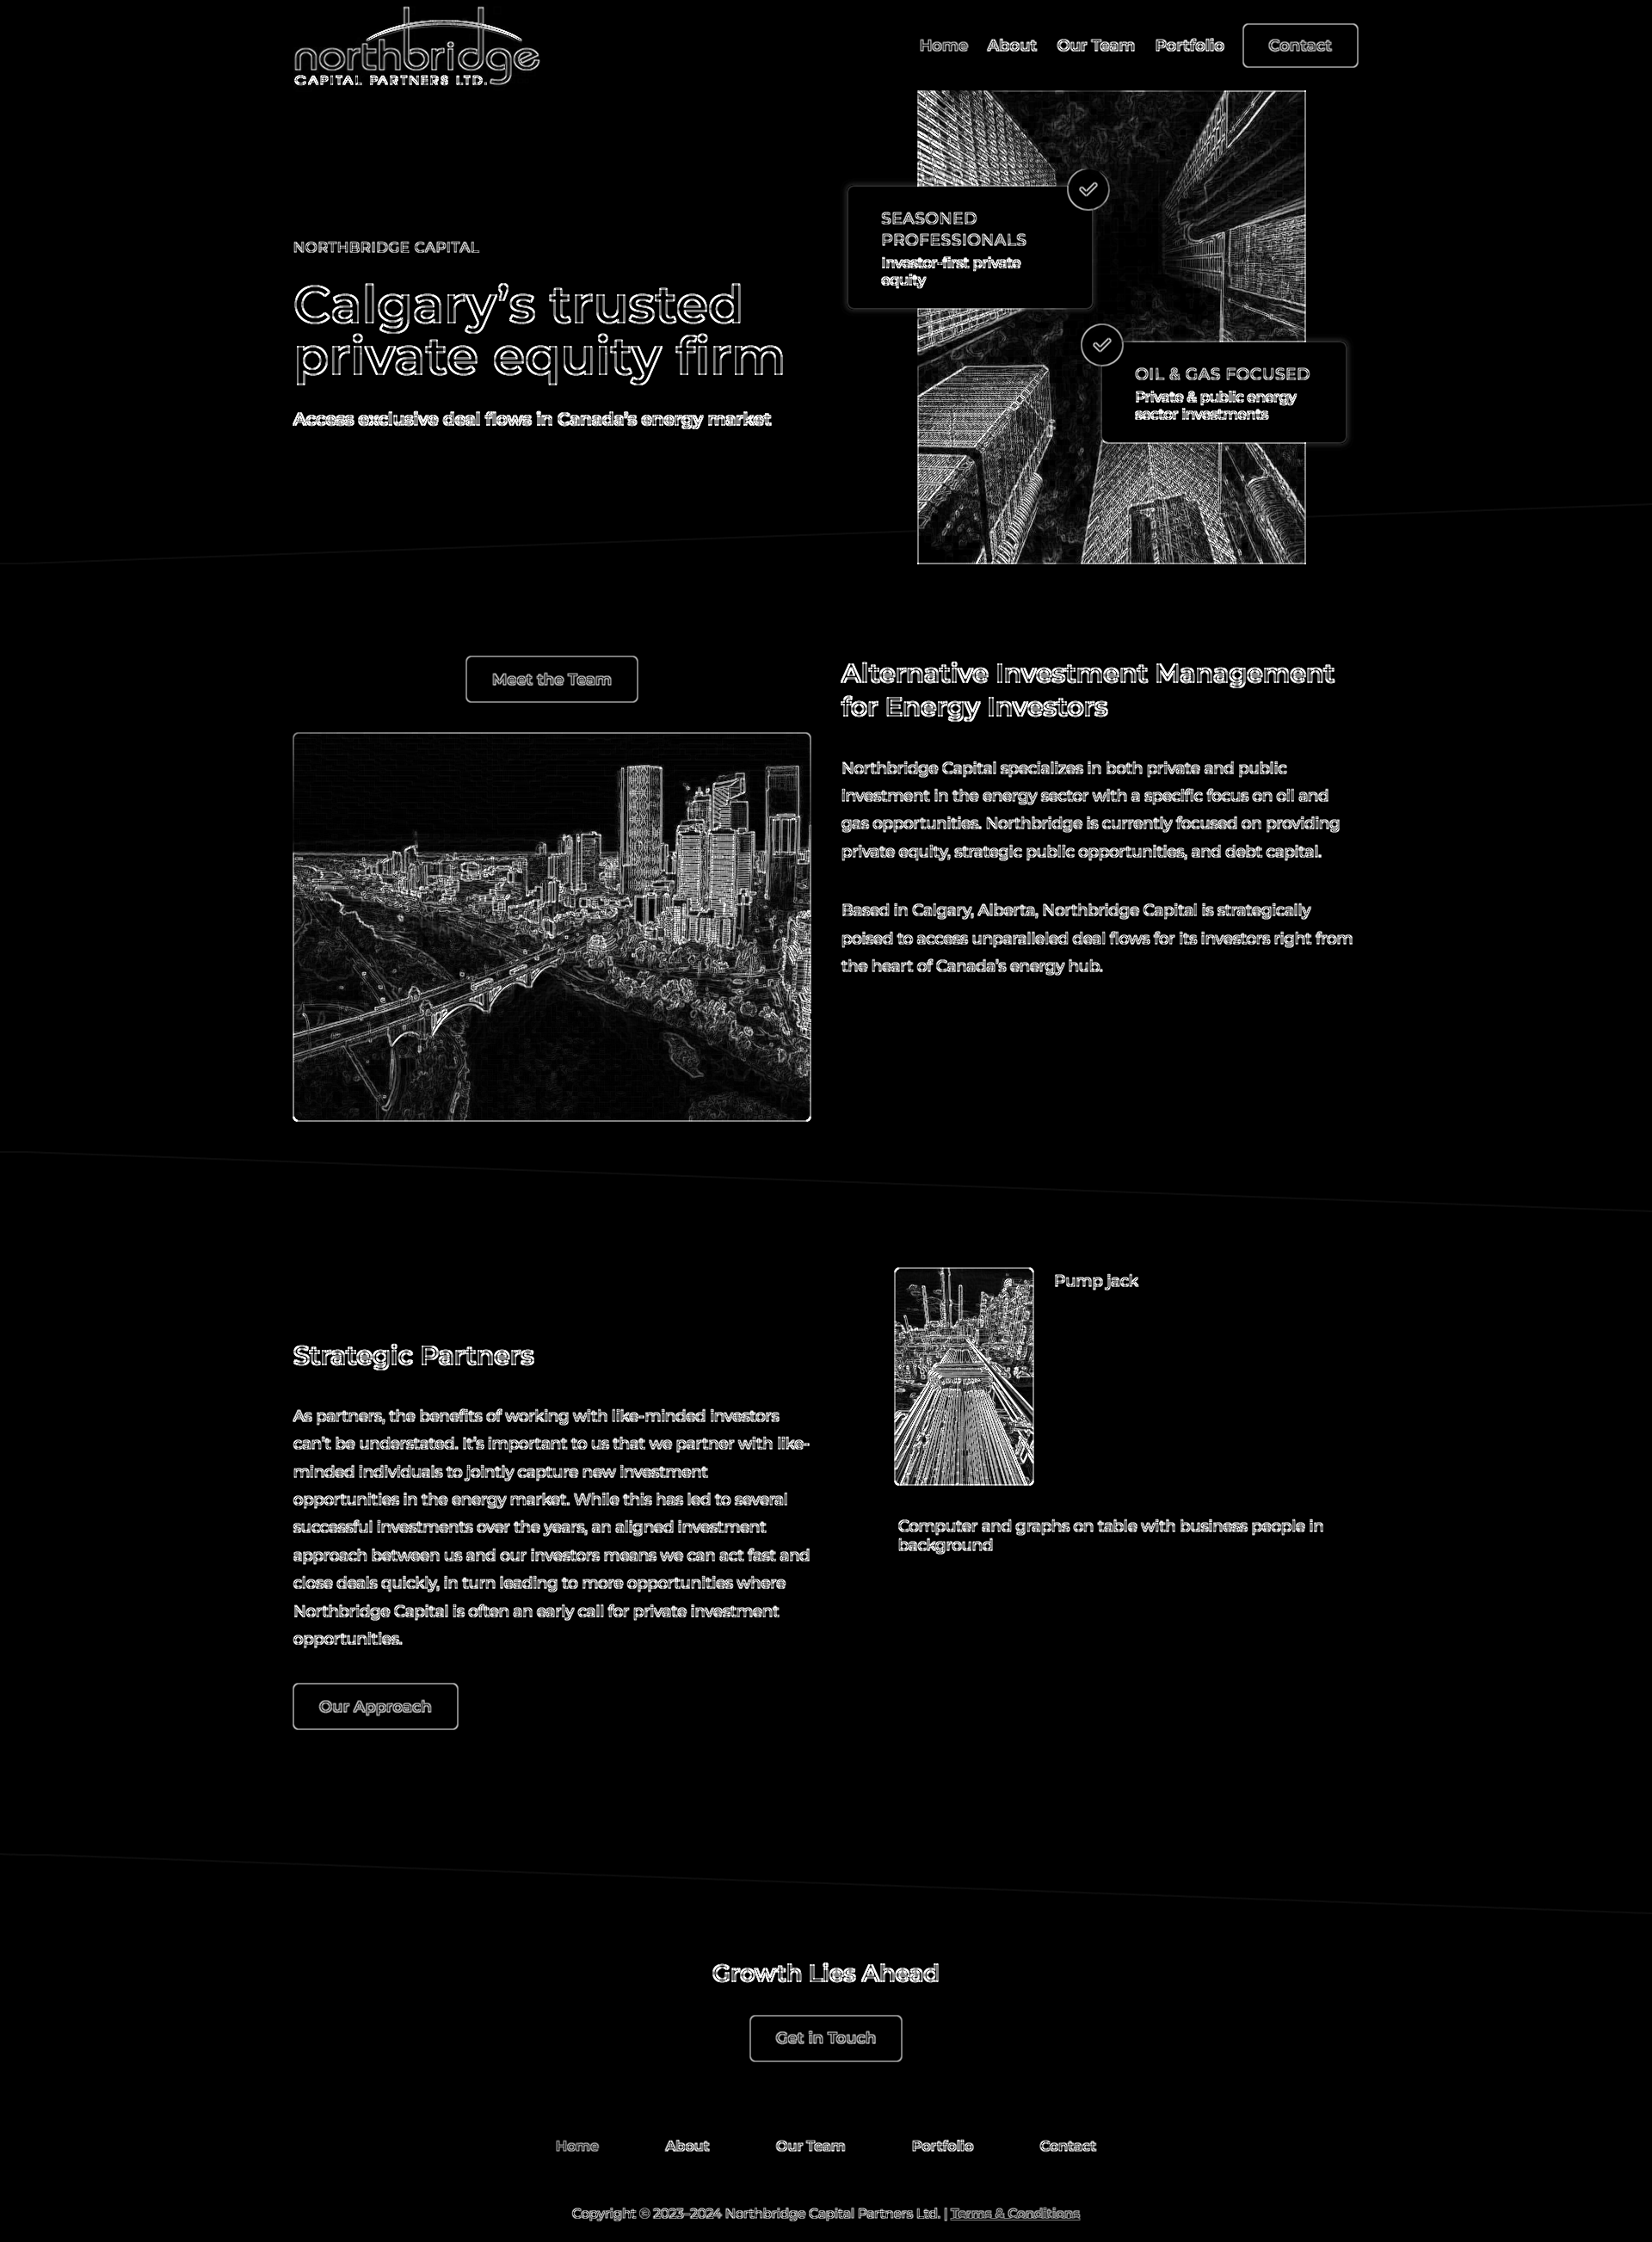 northbridge
CAPITAL PARTNERS LTD.
Home About Our Team Portfolio Contact
SEASONED
PROFESSIONALS
Investor-first private
equity
NORTHBRIDGE CAPITAL
Calgary’s trusted
private equity firm
Access exclusive deal flows in Canada's energy market
OIL & GAS FOCUSED
Private & public energy
sector investments
Meet the Team
Alternative Investment Management
for Energy Investors
Northbridge Capital specializes in both private and public
investment in the energy sector with a specific focus on oil and
gas opportunities. Northbridge is currently focused on providing
private equity, strategic public opportunities, and debt capital.
Based in Calgary, Alberta, Northbridge Capital is strategically
poised to access unparalleled deal flows for its investors right from
the heart of Canada's energy hub.
Strategic Partners
As partners, the benefits of working with like-minded investors
can't be understated. It's important to us that we partner with like-
minded individuals to jointly capture new investment
opportunities in the energy market. While this has led to several
successful investments over the years, an aligned investment
approach between us and our investors means we can act fast and
close deals quickly, in turn leading to more opportunities where
Northbridge Capital is often an early call for private investment
opportunities.
Our Approach
Pump jack
Computer and graphs on table with business people in
background
Growth Lies Ahead
Get in Touch
Home About Our Team Portfolio Contact
Copyright © 2023-2024 Northbridge Capital Partners Ltd. | Terms & Conditions